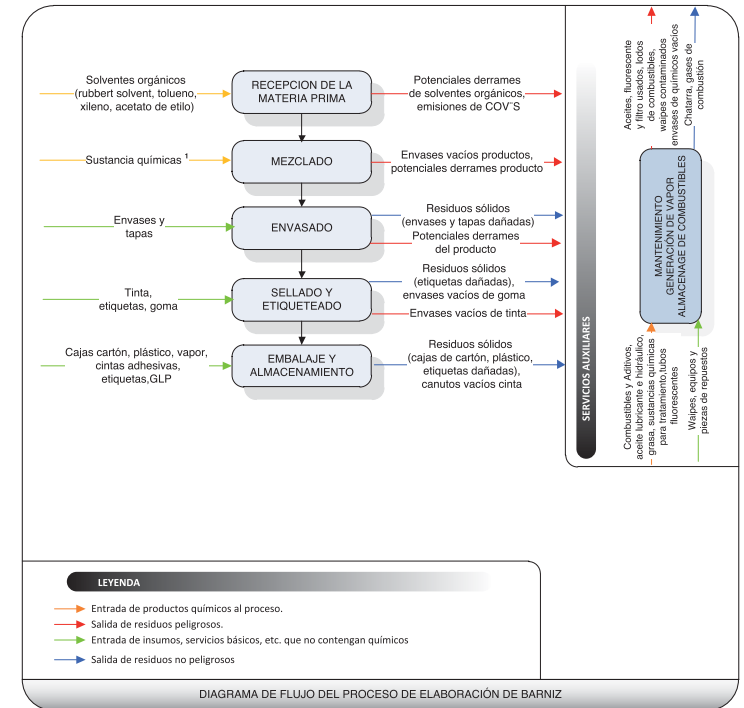 Solventes orgánicos
(rubbert solvent, tolueno,
xileno, acetato de etilo)
RECEPCION DE LA
MATERIA PRIMA
Potenciales derrames
de solventes orgánicos,
emisiones de COV¨S
Sustancia químicas ¹
MEZCLADO
Envases vacíos productos,
potenciales derrames producto
Envases y
tapas
ENVASADO
Residuos sólidos
(envases y tapas dañadas)
Potenciales derrames
del producto
Tinta,
etiquetas, goma
SELLADO Y
ETIQUETEADO
Residuos sólidos
(etiquetas dañadas),
envases vacíos de goma
Envases vacíos de tinta
Cajas cartón, plástico, vapor,
cintas adhesivas,
etiquetas,GLP
EMBALAJE Y
ALMACENAMIENTO
Residuos sólidos
(cajas de cartón, plástico,
etiquetas dañadas),
canutos vacíos cinta
SERVICIOS AUXILIARES
Aceites, fluorescente
y filtro usados, lodos
de combustibles,
waipes contaminados
envases de químicos vacíos
Chatarra, gases de
combustión
MANTENIMIENTO
GENERACIÓN DE VAPOR
ALMACENAGE DE COMBUSTIBLES
Combustibles y Aditivos,
aceite lubricante e hidráulico,
grasa, sustancias químicas
para tratamiento,tubos
fluorescentes
Waipes, equipos y
piezas de repuestos
LEYENDA
Entrada de productos químicos al proceso.
Salida de residuos peligrosos.
Entrada de insumos, servicios básicos, etc. que no contengan químicos
Salida de residuos no peligrosos
DIAGRAMA DE FLUJO DEL PROCESO DE ELABORACIÓN DE BARNIZ